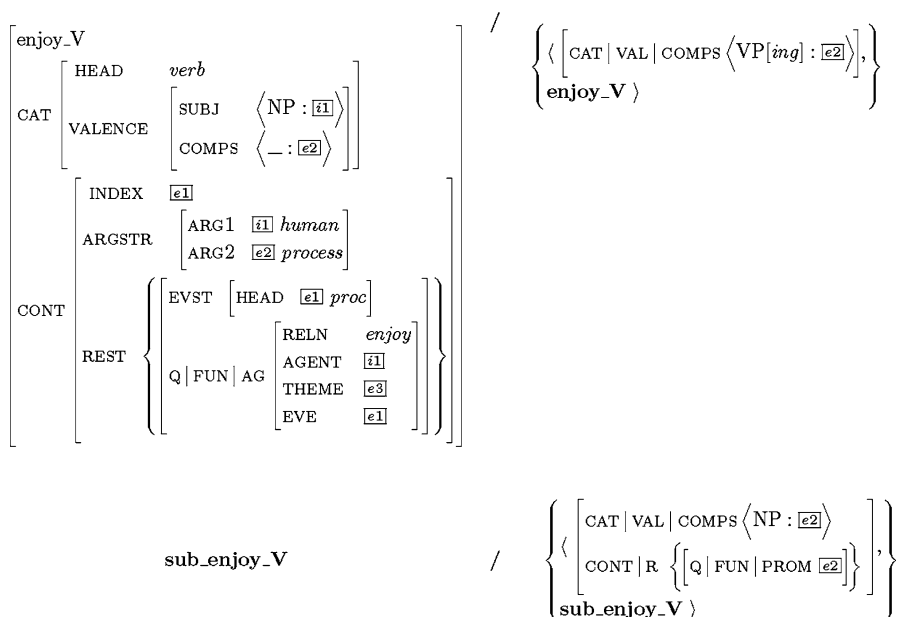 enjoy_V
CAT [ HEAD verb
VALENCE [ SUBJ ⟨NP : [i1]⟩
COMPS ⟨_ : [e2]⟩ ] ]
CONT [ INDEX [e1]
ARGSTR [ ARG1 [i1] human
ARG2 [e2] process ]
REST { [ EVST [ HEAD [e1] proc ]
Q | FUN | AG [ RELN enjoy
AGENT [i1]
THEME [e3]
EVE [e1] ] ] } ]
/
{ ⟨ [ CAT | VAL | COMPS ⟨VP[ing] : [e2]⟩ ],
enjoy_V ⟩ }
sub_enjoy_V /
{ ⟨ [ CAT | VAL | COMPS ⟨NP : [e2]⟩
CONT | R { [ Q | FUN | PROM [e2] ] } ],
sub_enjoy_V ⟩ }